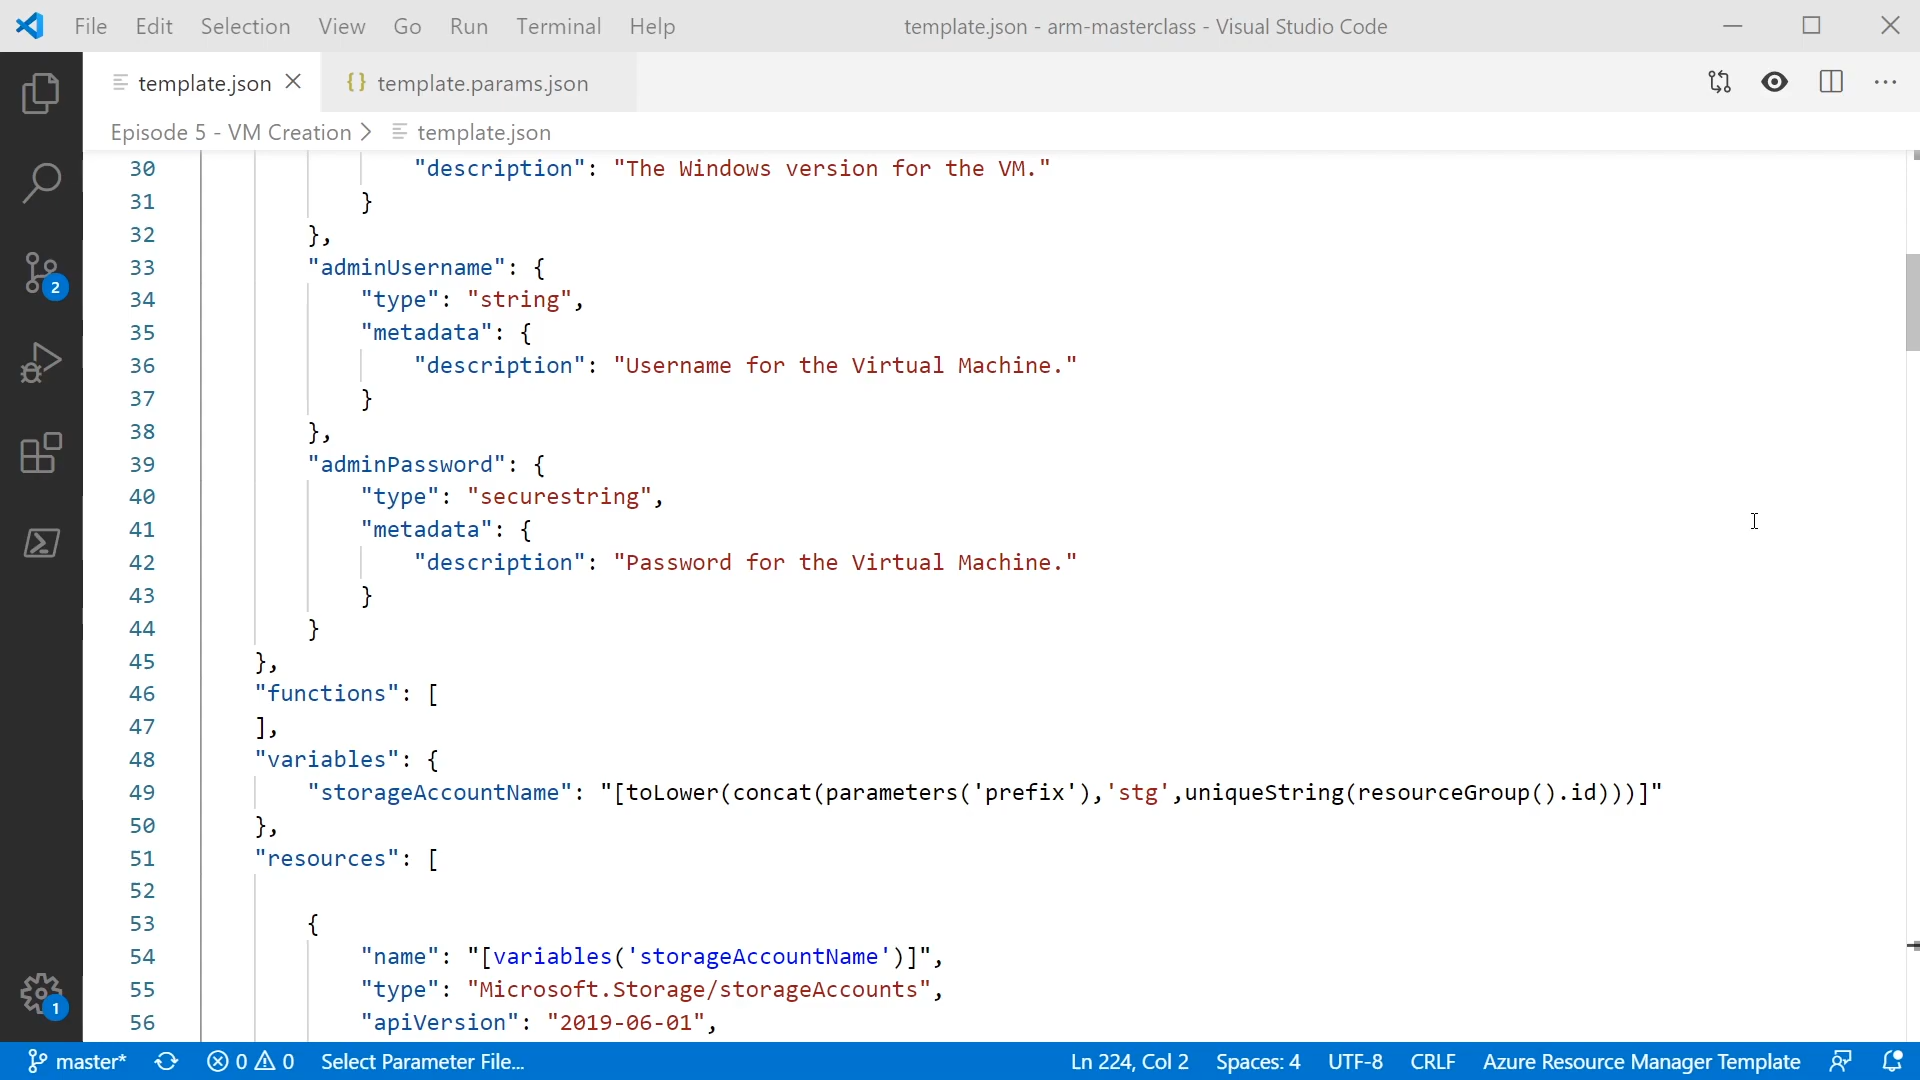 File Edit Selection View Go Run Terminal Help template.json - arm-masterclass - Visual Studio Code
template.json {} template.params.json
Episode 5 - VM Creation > template.json
30 "description": "The Windows version for the VM."
31 }
32 },
33 "adminUsername": {
34 "type": "string",
35 "metadata": {
36 "description": "Username for the Virtual Machine."
37 }
38 },
39 "adminPassword": {
40 "type": "securestring",
41 "metadata": {
42 "description": "Password for the Virtual Machine."
43 }
44 }
45 },
46 "functions": [
47 ],
48 "variables": {
49 "storageAccountName": "[toLower(concat(parameters('prefix'),'stg',uniqueString(resourceGroup().id)))]"
50 },
51 "resources": [
52
53 {
54 "name": "[variables('storageAccountName')]",
55 "type": "Microsoft.Storage/storageAccounts",
56 "apiVersion": "2019-06-01",
2
1
master* 0 0 Select Parameter File... Ln 224, Col 2 Spaces: 4 UTF-8 CRLF Azure Resource Manager Template